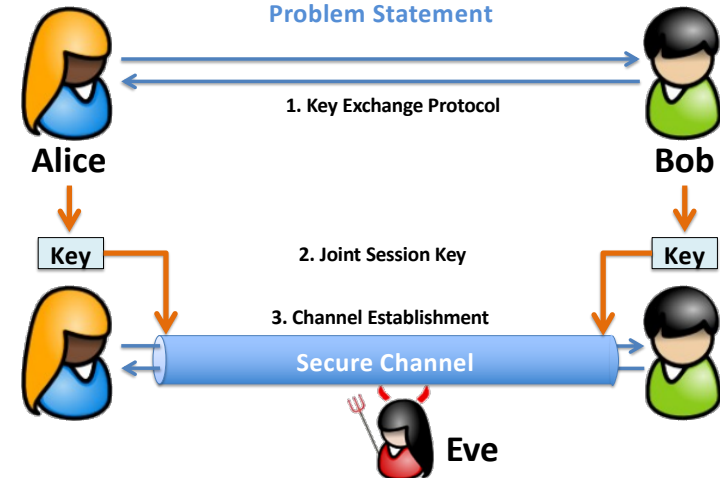 Problem Statement
1. Key Exchange Protocol
Alice
Bob
Key
2. Joint Session Key
Key
3. Channel Establishment
Secure Channel
Eve